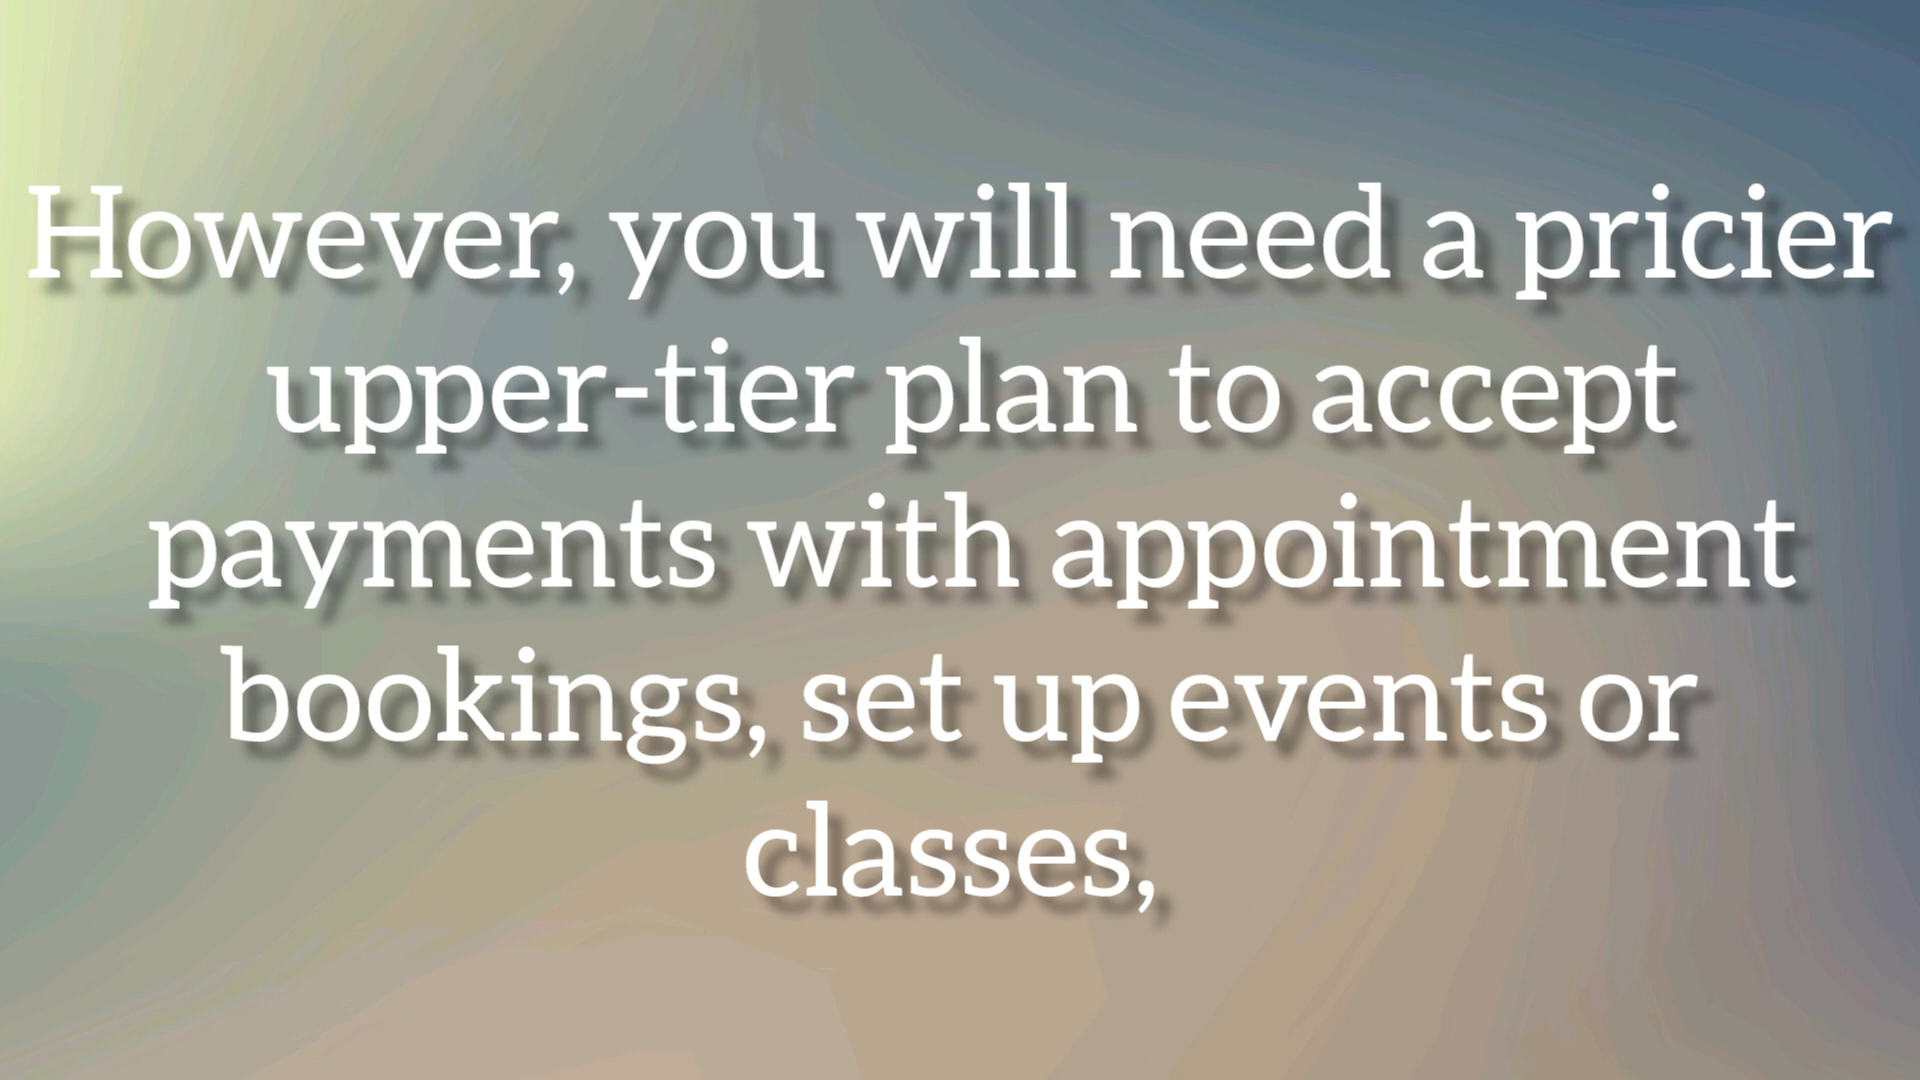 However, you will need a pricier
upper-tier plan to accept
payments with appointment
bookings, set up events or
classes,